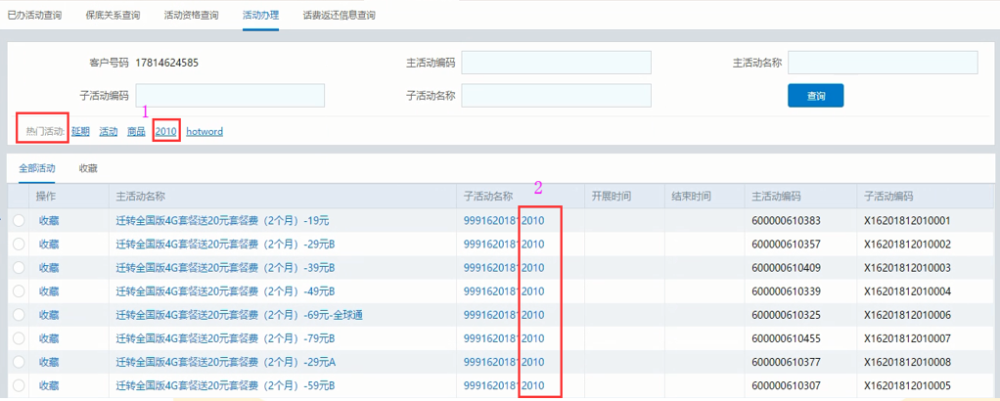 已办活动查询 保底关系查询 活动资格查询 活动办理 话费返还信息查询
客户号码 17814624585 主活动编码 主活动名称
子活动编码 子活动名称 查询
1
热门活动: 延期 活动 商品 2010 hotword
全部活动 收藏
2
操作 主活动名称 子活动名称 开展时间 结束时间 主活动编码 子活动编码
收藏 迁转全国版4G套餐送20元套餐费（2个月）-19元 99916201812010 600000610383 X16201812010001
收藏 迁转全国版4G套餐送20元套餐费（2个月）-29元B 99916201812010 600000610357 X16201812010002
收藏 迁转全国版4G套餐送20元套餐费（2个月）-39元B 99916201812010 600000610409 X16201812010003
收藏 迁转全国版4G套餐送20元套餐费（2个月）-49元B 99916201812010 600000610339 X16201812010004
收藏 迁转全国版4G套餐送20元套餐费（2个月）-69元-全球通 99916201812010 600000610325 X16201812010006
收藏 迁转全国版4G套餐送20元套餐费（2个月）-79元B 99916201812010 600000610455 X16201812010007
收藏 迁转全国版4G套餐送20元套餐费（2个月）-29元A 99916201812010 600000610377 X16201812010008
收藏 迁转全国版4G套餐送20元套餐费（2个月）-59元B 99916201812010 600000610307 X16201812010005